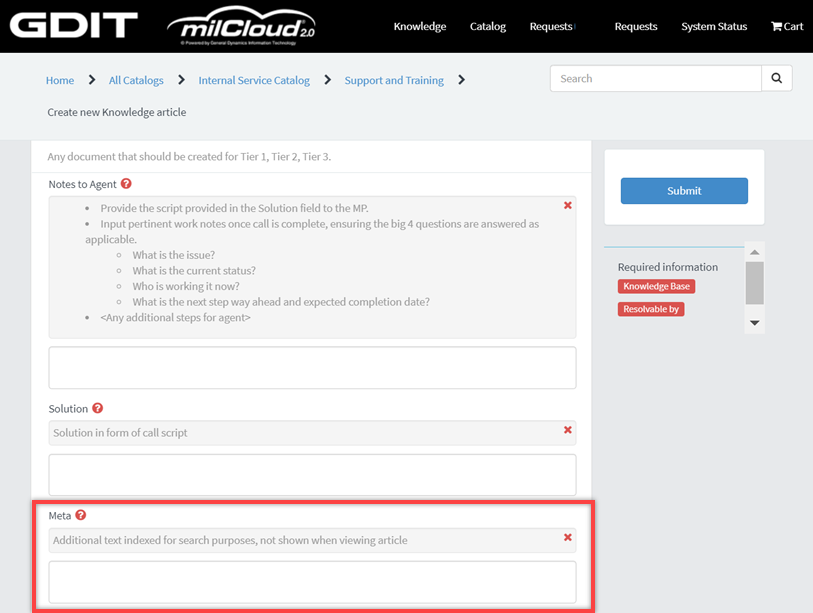 GDIT
milCloud 2.0
® Powered by General Dynamics Information Technology
Knowledge Catalog Requests Requests System Status Cart
Home > All Catalogs > Internal Service Catalog > Support and Training >
Search
Create new Knowledge article
Any document that should be created for Tier 1, Tier 2, Tier 3.
Submit
Notes to Agent ?
• Provide the script provided in the Solution field to the MP.
• Input pertinent work notes once call is complete, ensuring the big 4 questions are answered as
applicable.
○ What is the issue?
○ What is the current status?
○ Who is working it now?
○ What is the next step way ahead and expected completion date?
• <Any additional steps for agent>
Required information
Knowledge Base
Resolvable by
Solution ?
Solution in form of call script
Meta ?
Additional text indexed for search purposes, not shown when viewing article